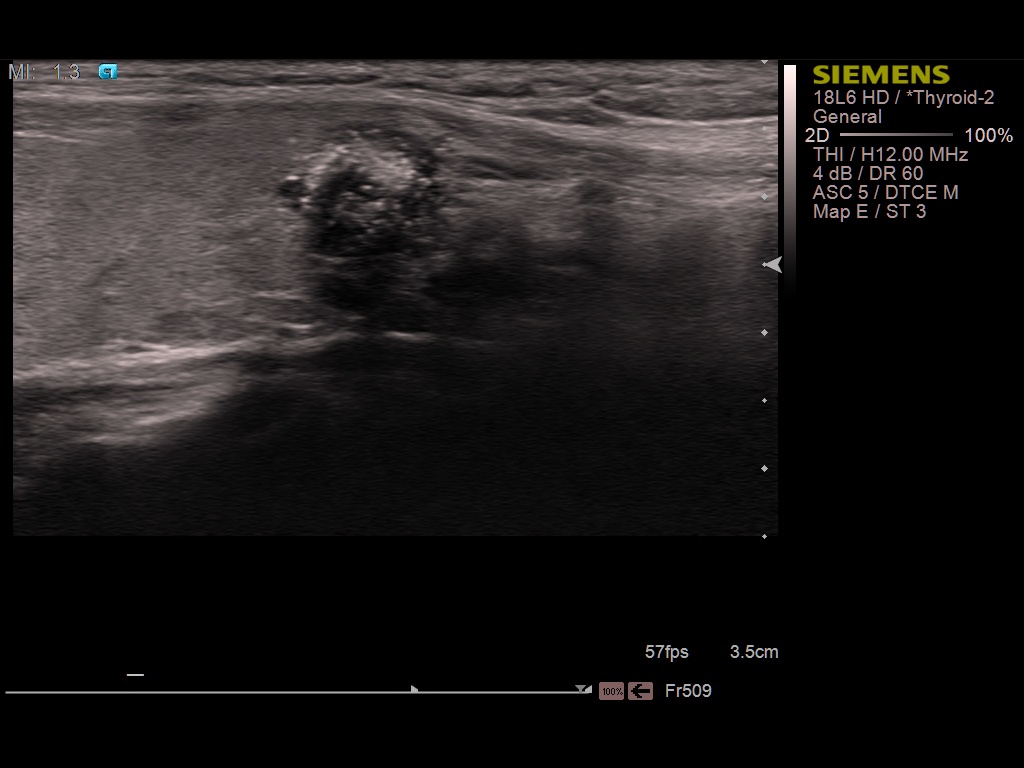 MI: 1.3
SIEMENS
18L6 HD / *Thyroid-2
General
2D 100%
THI / H12.00 MHz
4 dB / DR 60
ASC 5 / DTCE M
Map E / ST 3
57fps 3.5cm
100% Fr509